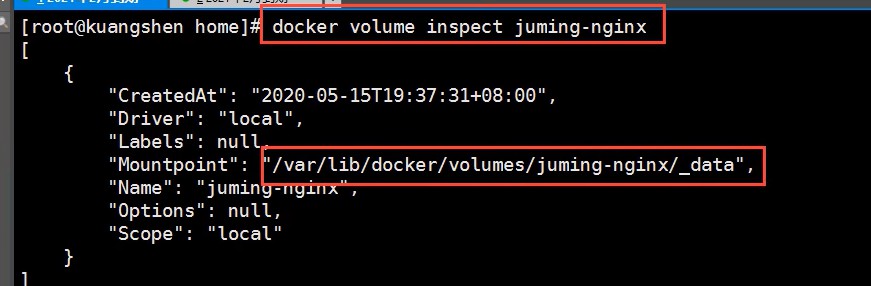 [root@kuangshen home]# docker volume inspect juming-nginx
[
    {
        "CreatedAt": "2020-05-15T19:37:31+08:00",
        "Driver": "local",
        "Labels": null,
        "Mountpoint": "/var/lib/docker/volumes/juming-nginx/_data",
        "Name": "juming-nginx",
        "Options": null,
        "Scope": "local"
    }
]